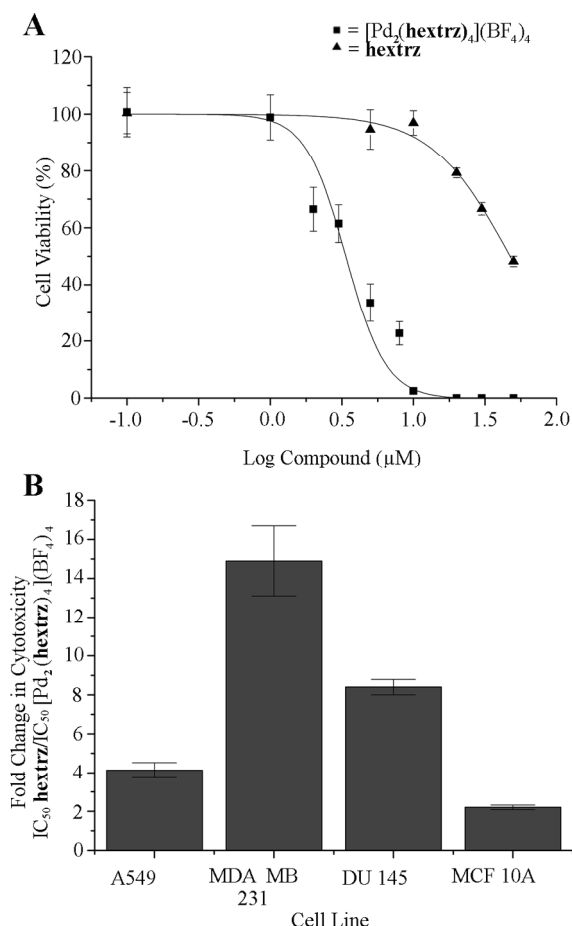 A
■ = [Pd₂(hextrz)₄](BF₄)₄
▲ = hextrz
120
100
80
60
40
20
0
Cell Viability (%)
-1.0 -0.5 0.0 0.5 1.0 1.5 2.0
Log Compound (µM)
B
18
16
14
12
10
8
6
4
2
0
Fold Change in Cytotoxicity
IC₅₀ hextrz/IC₅₀ [Pd₂(hextrz)₄](BF₄)₄
A549 MDA MB DU 145 MCF 10A
231
Cell Line